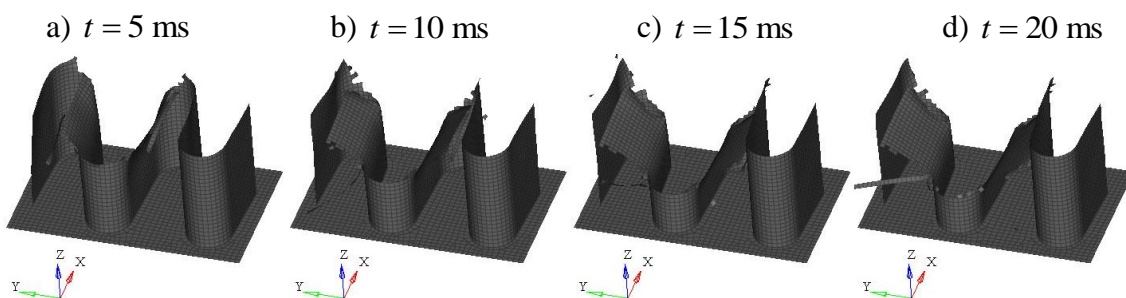 a) t = 5 ms
b) t = 10 ms
c) t = 15 ms
d) t = 20 ms
Z
X
Y
Z
X
Y
Z
X
Y
Z
X
Y